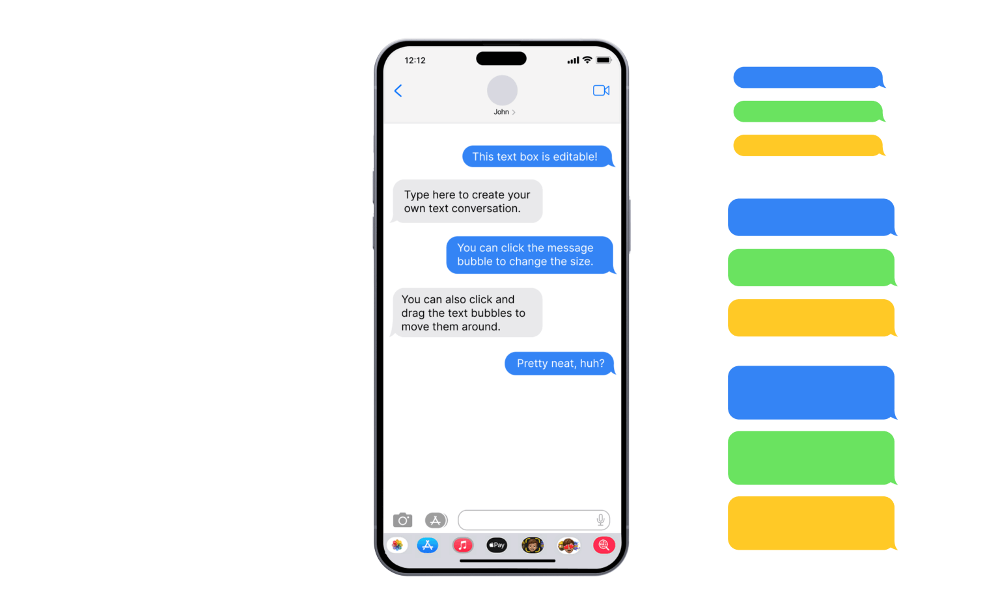 12:12
John
This text box is editable!
Type here to create your
own text conversation.
You can click the message
bubble to change the size.
You can also click and
drag the text bubbles to
move them around.
Pretty neat, huh?
Pay